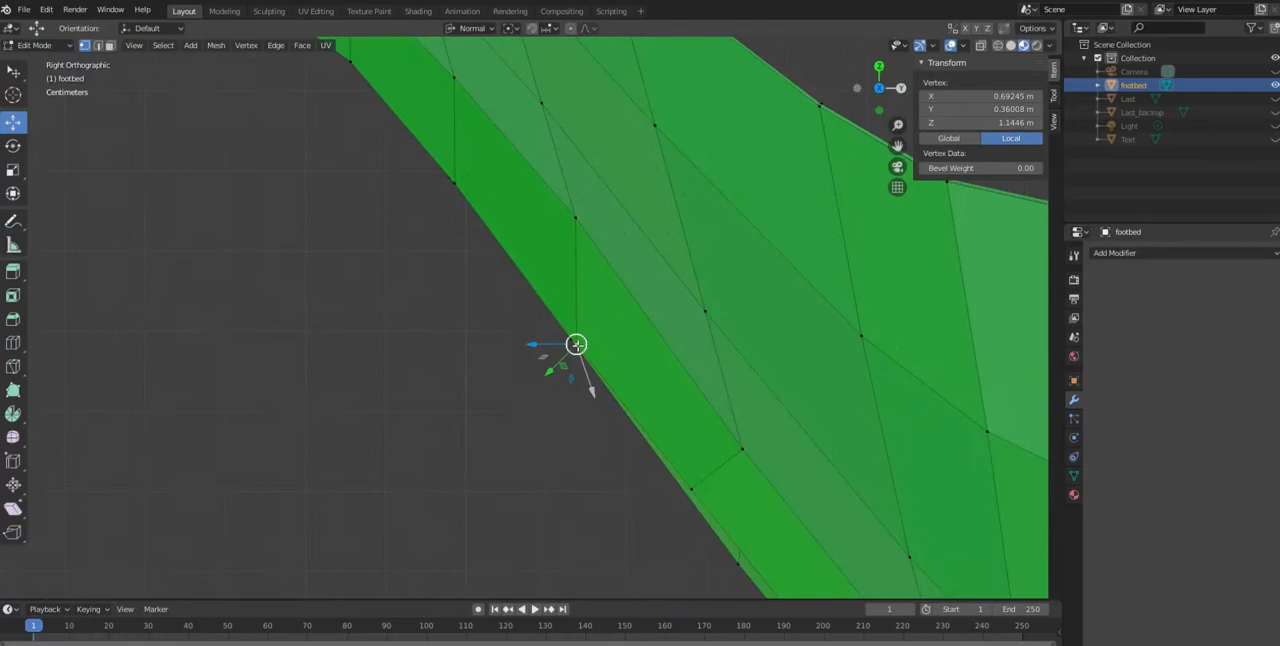 File Edit Render Window Help Layout Modeling Sculpting UV Editing Texture Paint Shading Animation Rendering Compositing Scripting + Scene View Layer
Orientation: Default Normal X Y Z Options
Edit Mode View Select Add Mesh Vertex Edge Face UV
Right Orthographic
(1) footbed
Centimeters
Z
X Y
Transform
Vertex:
X 0.69245 m
Y 0.36008 m
Z 1.1446 m
Global Local
Vertex Data:
Bevel Weight 0.00
Item
Tool
View
Scene Collection
Collection
Camera
footbed
Last
Last_backup
Light
Text
footbed
Add Modifier
Playback Keying View Marker 1 Start 1 End 250
1 10 20 30 40 50 60 70 80 90 100 110 120 130 140 150 160 170 180 190 200 210 220 230 240 250